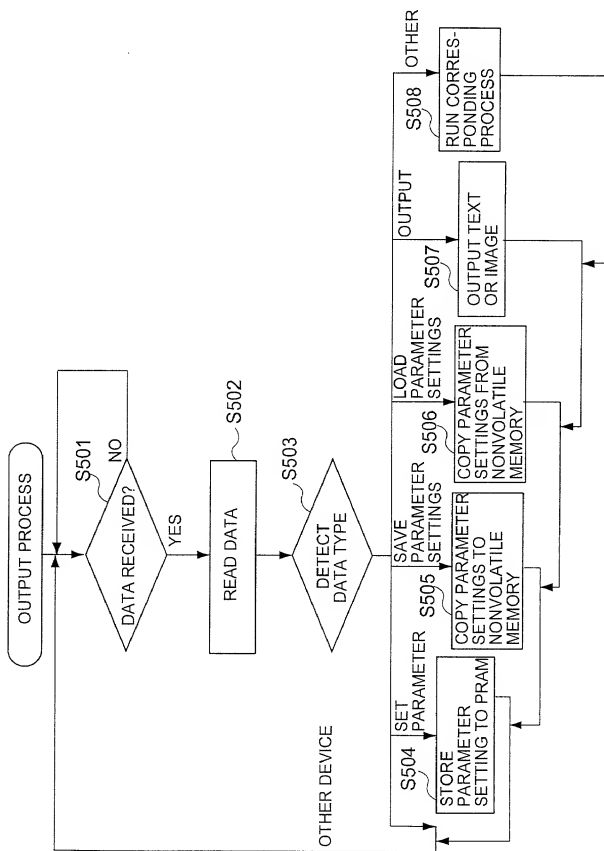 OUTPUT PROCESS
S501
DATA RECEIVED?
NO
YES
S502
READ DATA
S503
DETECT
DATA TYPE
OTHER DEVICE
SET
PARAMETER
S504
STORE
PARAMETER
SETTING TO PRAM
SAVE
PARAMETER
SETTINGS
S505
COPY PARAMETER
SETTINGS TO
NONVOLATILE
MEMORY
LOAD
PARAMETER
SETTINGS
S506
COPY PARAMETER
SETTINGS FROM
NONVOLATILE
MEMORY
OUTPUT
S507
OUTPUT TEXT
OR IMAGE
OTHER
S508
RUN CORRES-
PONDING
PROCESS